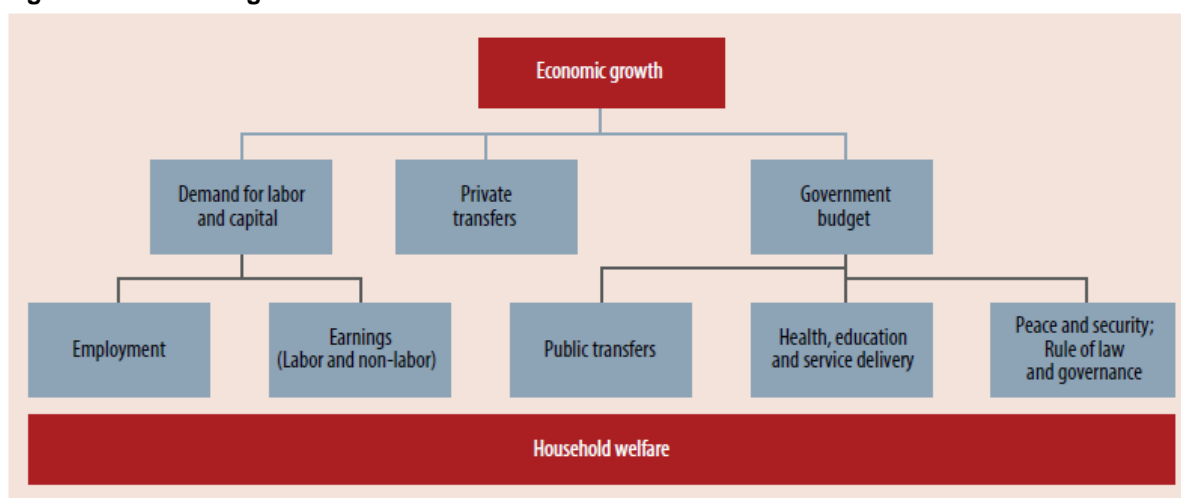 Economic growth
Demand for labor
and capital
Private
transfers
Government
budget
Employment
Earnings
(Labor and non-labor)
Public transfers
Health, education
and service delivery
Peace and security;
Rule of law
and governance
Household welfare